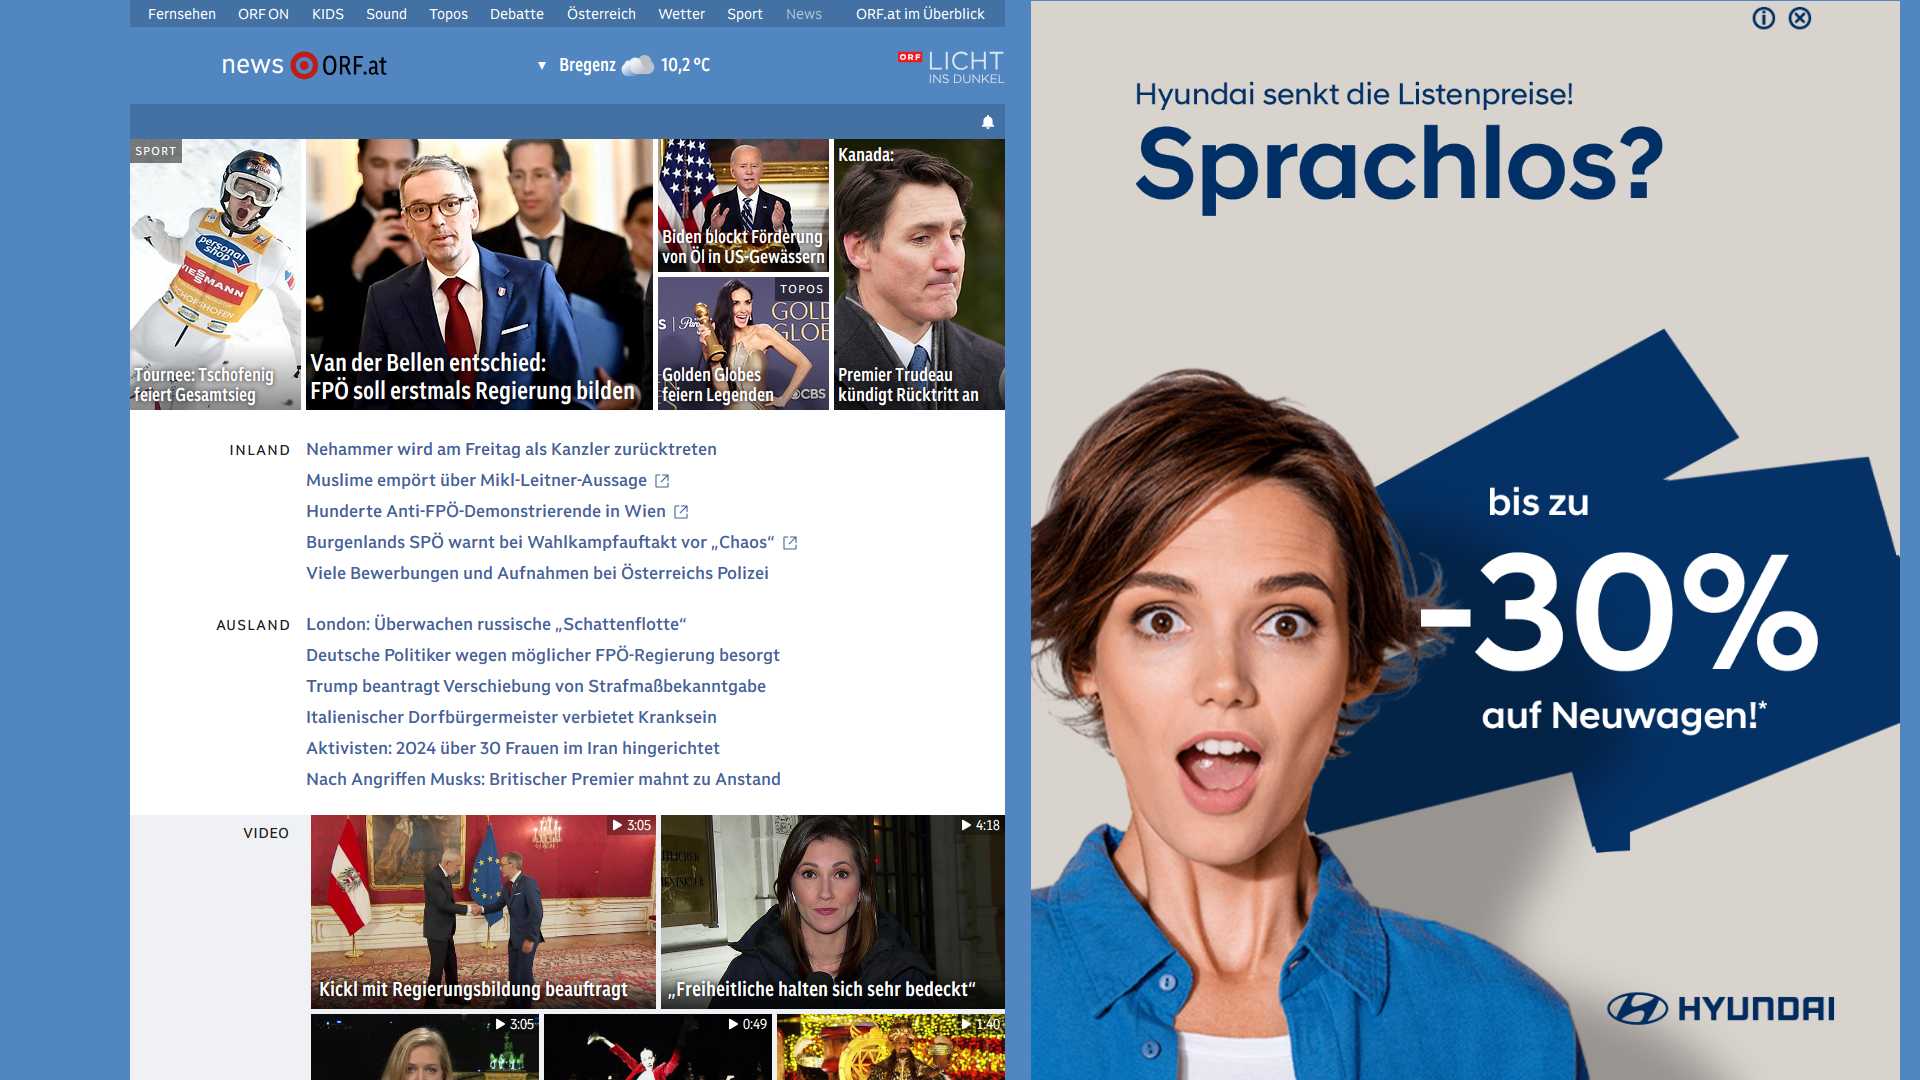 Fernsehen ORF ON KIDS Sound Topos Debatte Österreich Wetter Sport News ORF.at im Überblick
news ORF.at
Bregenz 10,2 °C
ORF LICHT
INS DUNKEL
SPORT
personal
shop
VIESSMANN
BISCHOFSHOFEN
Tournee: Tschofenig
feiert Gesamtsieg
Van der Bellen entschied:
FPÖ soll erstmals Regierung bilden
Biden blockt Förderung
von Öl in US-Gewässern
TOPOS
GOLD
GLOB
CBS
Golden Globes
feiern Legenden
Kanada:
Premier Trudeau
kündigt Rücktritt an
INLAND
Nehammer wird am Freitag als Kanzler zurücktreten
Muslime empört über Mikl-Leitner-Aussage
Hunderte Anti-FPÖ-Demonstrierende in Wien
Burgenlands SPÖ warnt bei Wahlkampfauftakt vor „Chaos“
Viele Bewerbungen und Aufnahmen bei Österreichs Polizei
AUSLAND
London: Überwachen russische „Schattenflotte“
Deutsche Politiker wegen möglicher FPÖ-Regierung besorgt
Trump beantragt Verschiebung von Strafmaßbekanntgabe
Italienischer Dorfbürgermeister verbietet Kranksein
Aktivisten: 2024 über 30 Frauen im Iran hingerichtet
Nach Angriffen Musks: Britischer Premier mahnt zu Anstand
VIDEO
3:05
Kickl mit Regierungsbildung beauftragt
4:18
„Freiheitliche halten sich sehr bedeckt“
3:05
0:49
1:40
Hyundai senkt die Listenpreise!
Sprachlos?
bis zu
-30%
auf Neuwagen!*
HYUNDAI